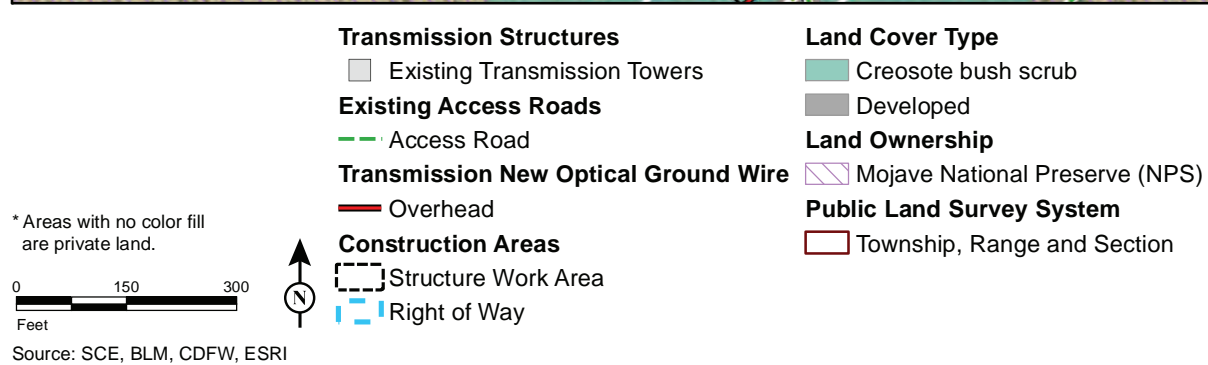 Transmission Structures
Existing Transmission Towers
Existing Access Roads
Access Road
Transmission New Optical Ground Wire
Overhead
Construction Areas
Structure Work Area
Right of Way
Land Cover Type
Creosote bush scrub
Developed
Land Ownership
Mojave National Preserve (NPS)
Public Land Survey System
Township, Range and Section
* Areas with no color fill
are private land.
0 150 300
Feet
N
Source: SCE, BLM, CDFW, ESRI